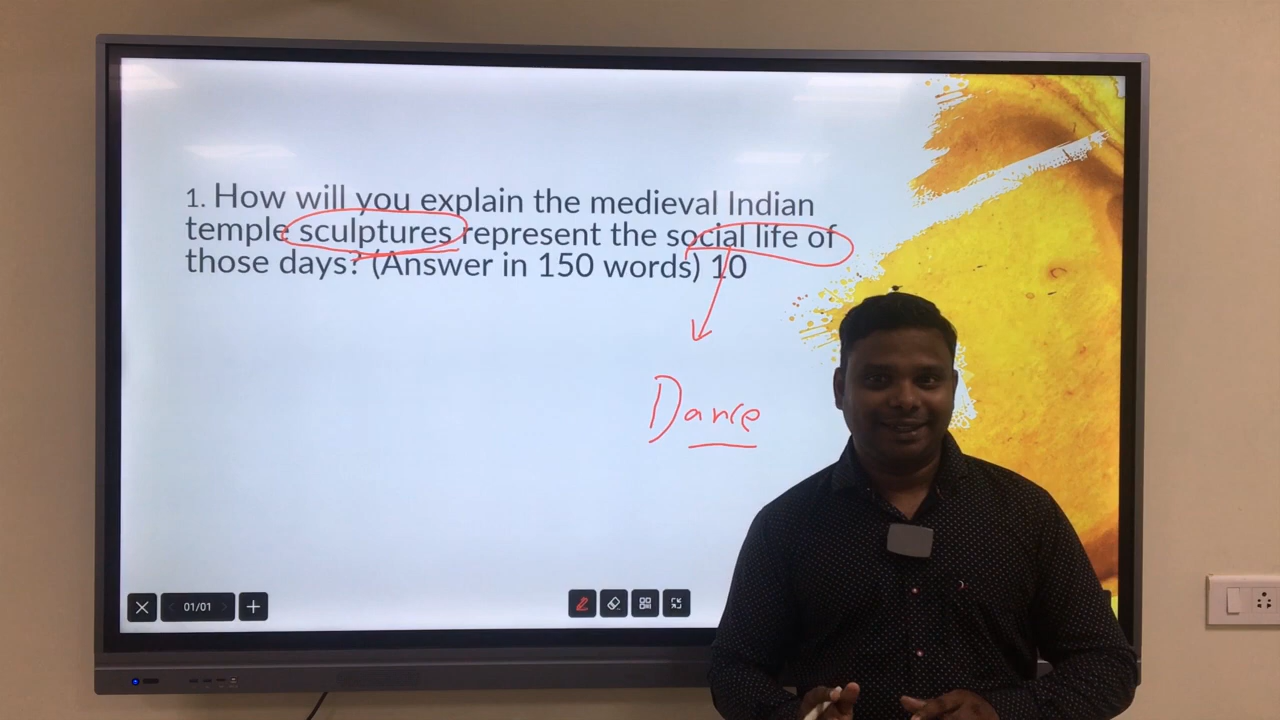 1. How will you explain the medieval Indian
temple sculptures represent the social life of
those days? (Answer in 150 words) 10
Dance
01/01